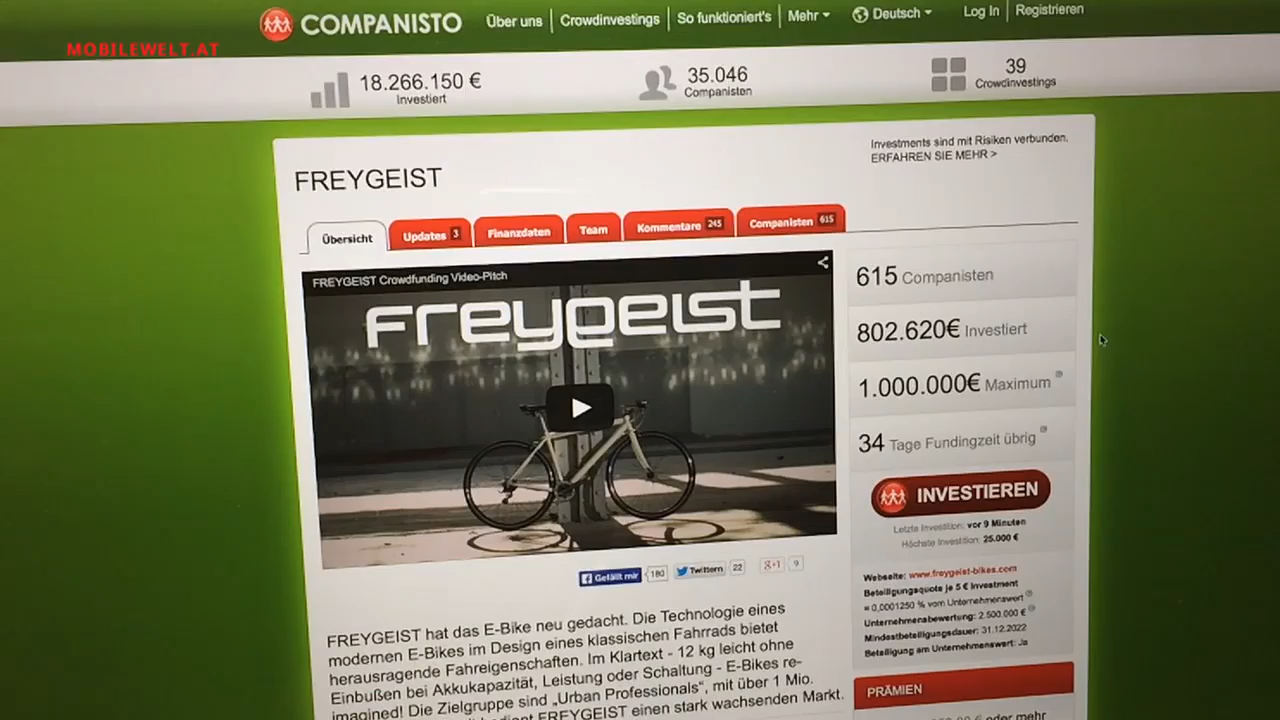 COMPANISTO
Über uns
Crowdinvestings
So funktioniert's
Mehr
Deutsch
Log In
Registrieren
MOBILEWELT.AT
18.266.150 €
Investiert
35.046
Companisten
39
Crowdinvestings
Investments sind mit Risiken verbunden.
ERFAHREN SIE MEHR >
FREYGEIST
Übersicht
Updates 3
Finanzdaten
Team
Kommentare 245
Companisten 615
FREYGEIST Crowdfunding Video-Pitch
Freygeist
615 Companisten
802.620€ Investiert
1.000.000€ Maximum
34 Tage Fundingzeit übrig
INVESTIEREN
Letzte Investition: vor 9 Minuten
Höchste Investition: 25.000 €
Webseite: www.freygeist-bikes.com
Beteiligungsquote je 5 € Investment
= 0,0001250 % vom Unternehmenswert
Unternehmensbewertung: 2.500.000 €
Mindestbeteiligungsdauer: 31.12.2022
Beteiligung am Unternehmenswert: Ja
PRÄMIEN
€ oder mehr
Gefällt mir 180
Twittern 22
g+1 9
FREYGEIST hat das E-Bike neu gedacht. Die Technologie eines
modernen E-Bikes im Design eines klassischen Fahrrads bietet
herausragende Fahreigenschaften. Im Klartext - 12 kg leicht ohne
Einbußen bei Akkukapazität, Leistung oder Schaltung - E-Bikes re-
imagined! Die Zielgruppe sind „Urban Professionals", mit über 1 Mio.
FREYGEIST einen stark wachsenden Markt.